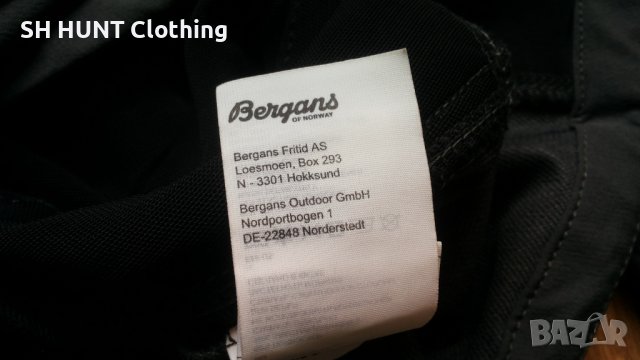 SH HUNT Clothing
Bergans
OF NORWAY
Bergans Fritid AS
Loesmoen, Box 293
N - 3301 Hokksund
Bergans Outdoor GmbH
Nordportbogen 1
DE-22848 Norderstedt
BAZAR